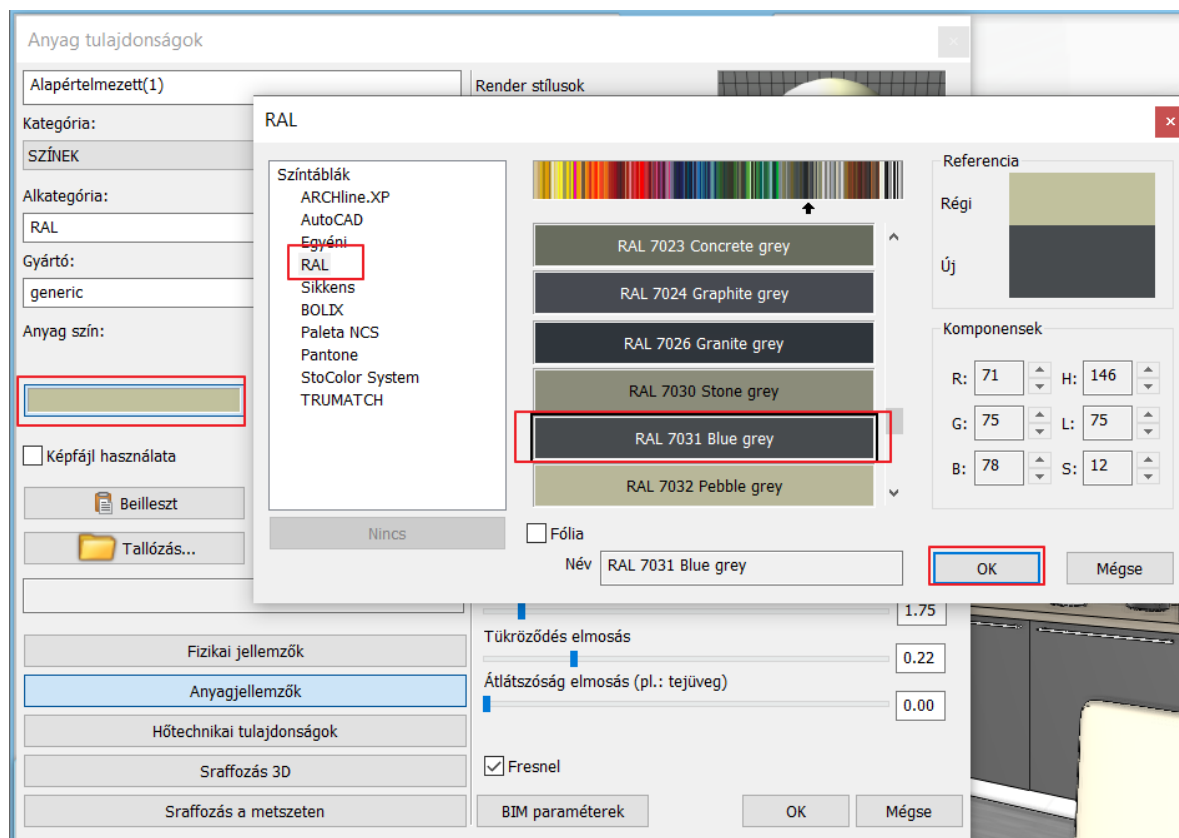 Anyag tulajdonságok
Alapértelmezett(1)
Render stílusok
Kategória:
SZÍNEK
Alkategória:
RAL
Gyártó:
generic
Anyag szín:
Képfájl használata
Beilleszt
Tallózás...
RAL
Színtáblák
ARCHline.XP
AutoCAD
Egyéni
RAL
Sikkens
BOLIX
Paleta NCS
Pantone
StoColor System
TRUMATCH
Nincs
RAL 7023 Concrete grey
RAL 7024 Graphite grey
RAL 7026 Granite grey
RAL 7030 Stone grey
RAL 7031 Blue grey
RAL 7032 Pebble grey
Fólia
Név RAL 7031 Blue grey
Referencia
Régi
Új
Komponensek
R: 71 H: 146
G: 75 L: 75
B: 78 S: 12
OK Mégse
1.75
Tükröződés elmosás
0.22
Átlátszóság elmosás (pl.: tejüveg)
0.00
Fizikai jellemzők
Anyagjellemzők
Hőtechnikai tulajdonságok
Sraffozás 3D
Sraffozás a metszeten
Fresnel
BIM paraméterek OK Mégse